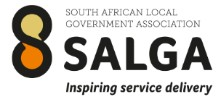 SOUTH AFRICAN LOCAL
GOVERNMENT ASSOCIATION
SALGA
Inspiring service delivery